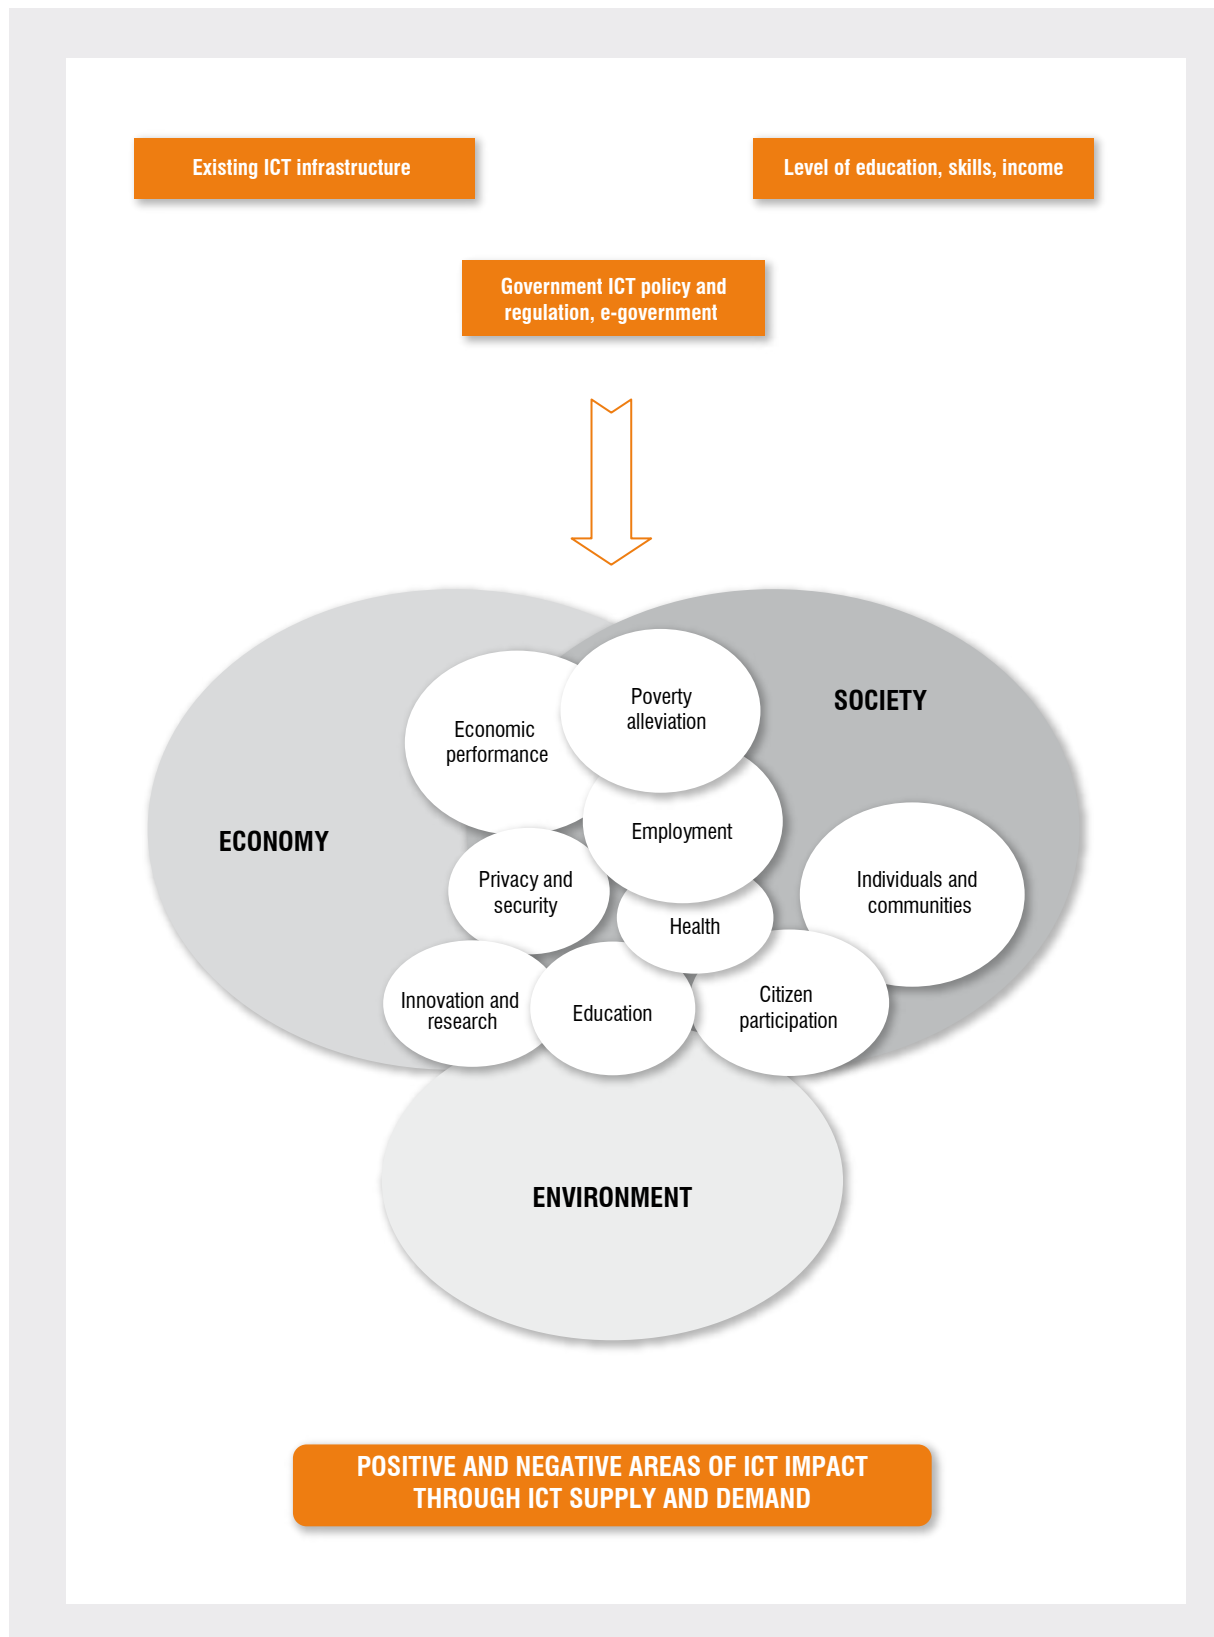 Existing ICT infrastructure
Level of education, skills, income
Government ICT policy and
regulation, e-government
Poverty
alleviation
SOCIETY
Economic
performance
ECONOMY
Employment
Privacy and
security
Individuals and
communities
Health
Innovation and
research
Education
Citizen
participation
ENVIRONMENT
POSITIVE AND NEGATIVE AREAS OF ICT IMPACT
THROUGH ICT SUPPLY AND DEMAND